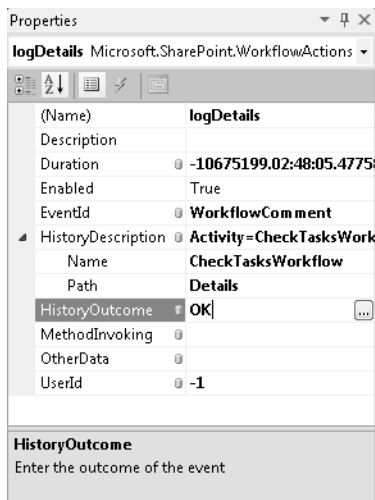 Properties
logDetails Microsoft.SharePoint.WorkflowActions
(Name) logDetails
Description
Duration -10675199.02:48:05.4775
Enabled True
EventId WorkflowComment
HistoryDescription Activity=CheckTasksWork
Name CheckTasksWorkflow
Path Details
HistoryOutcome OK ...
MethodInvoking
OtherData
UserId -1
HistoryOutcome
Enter the outcome of the event